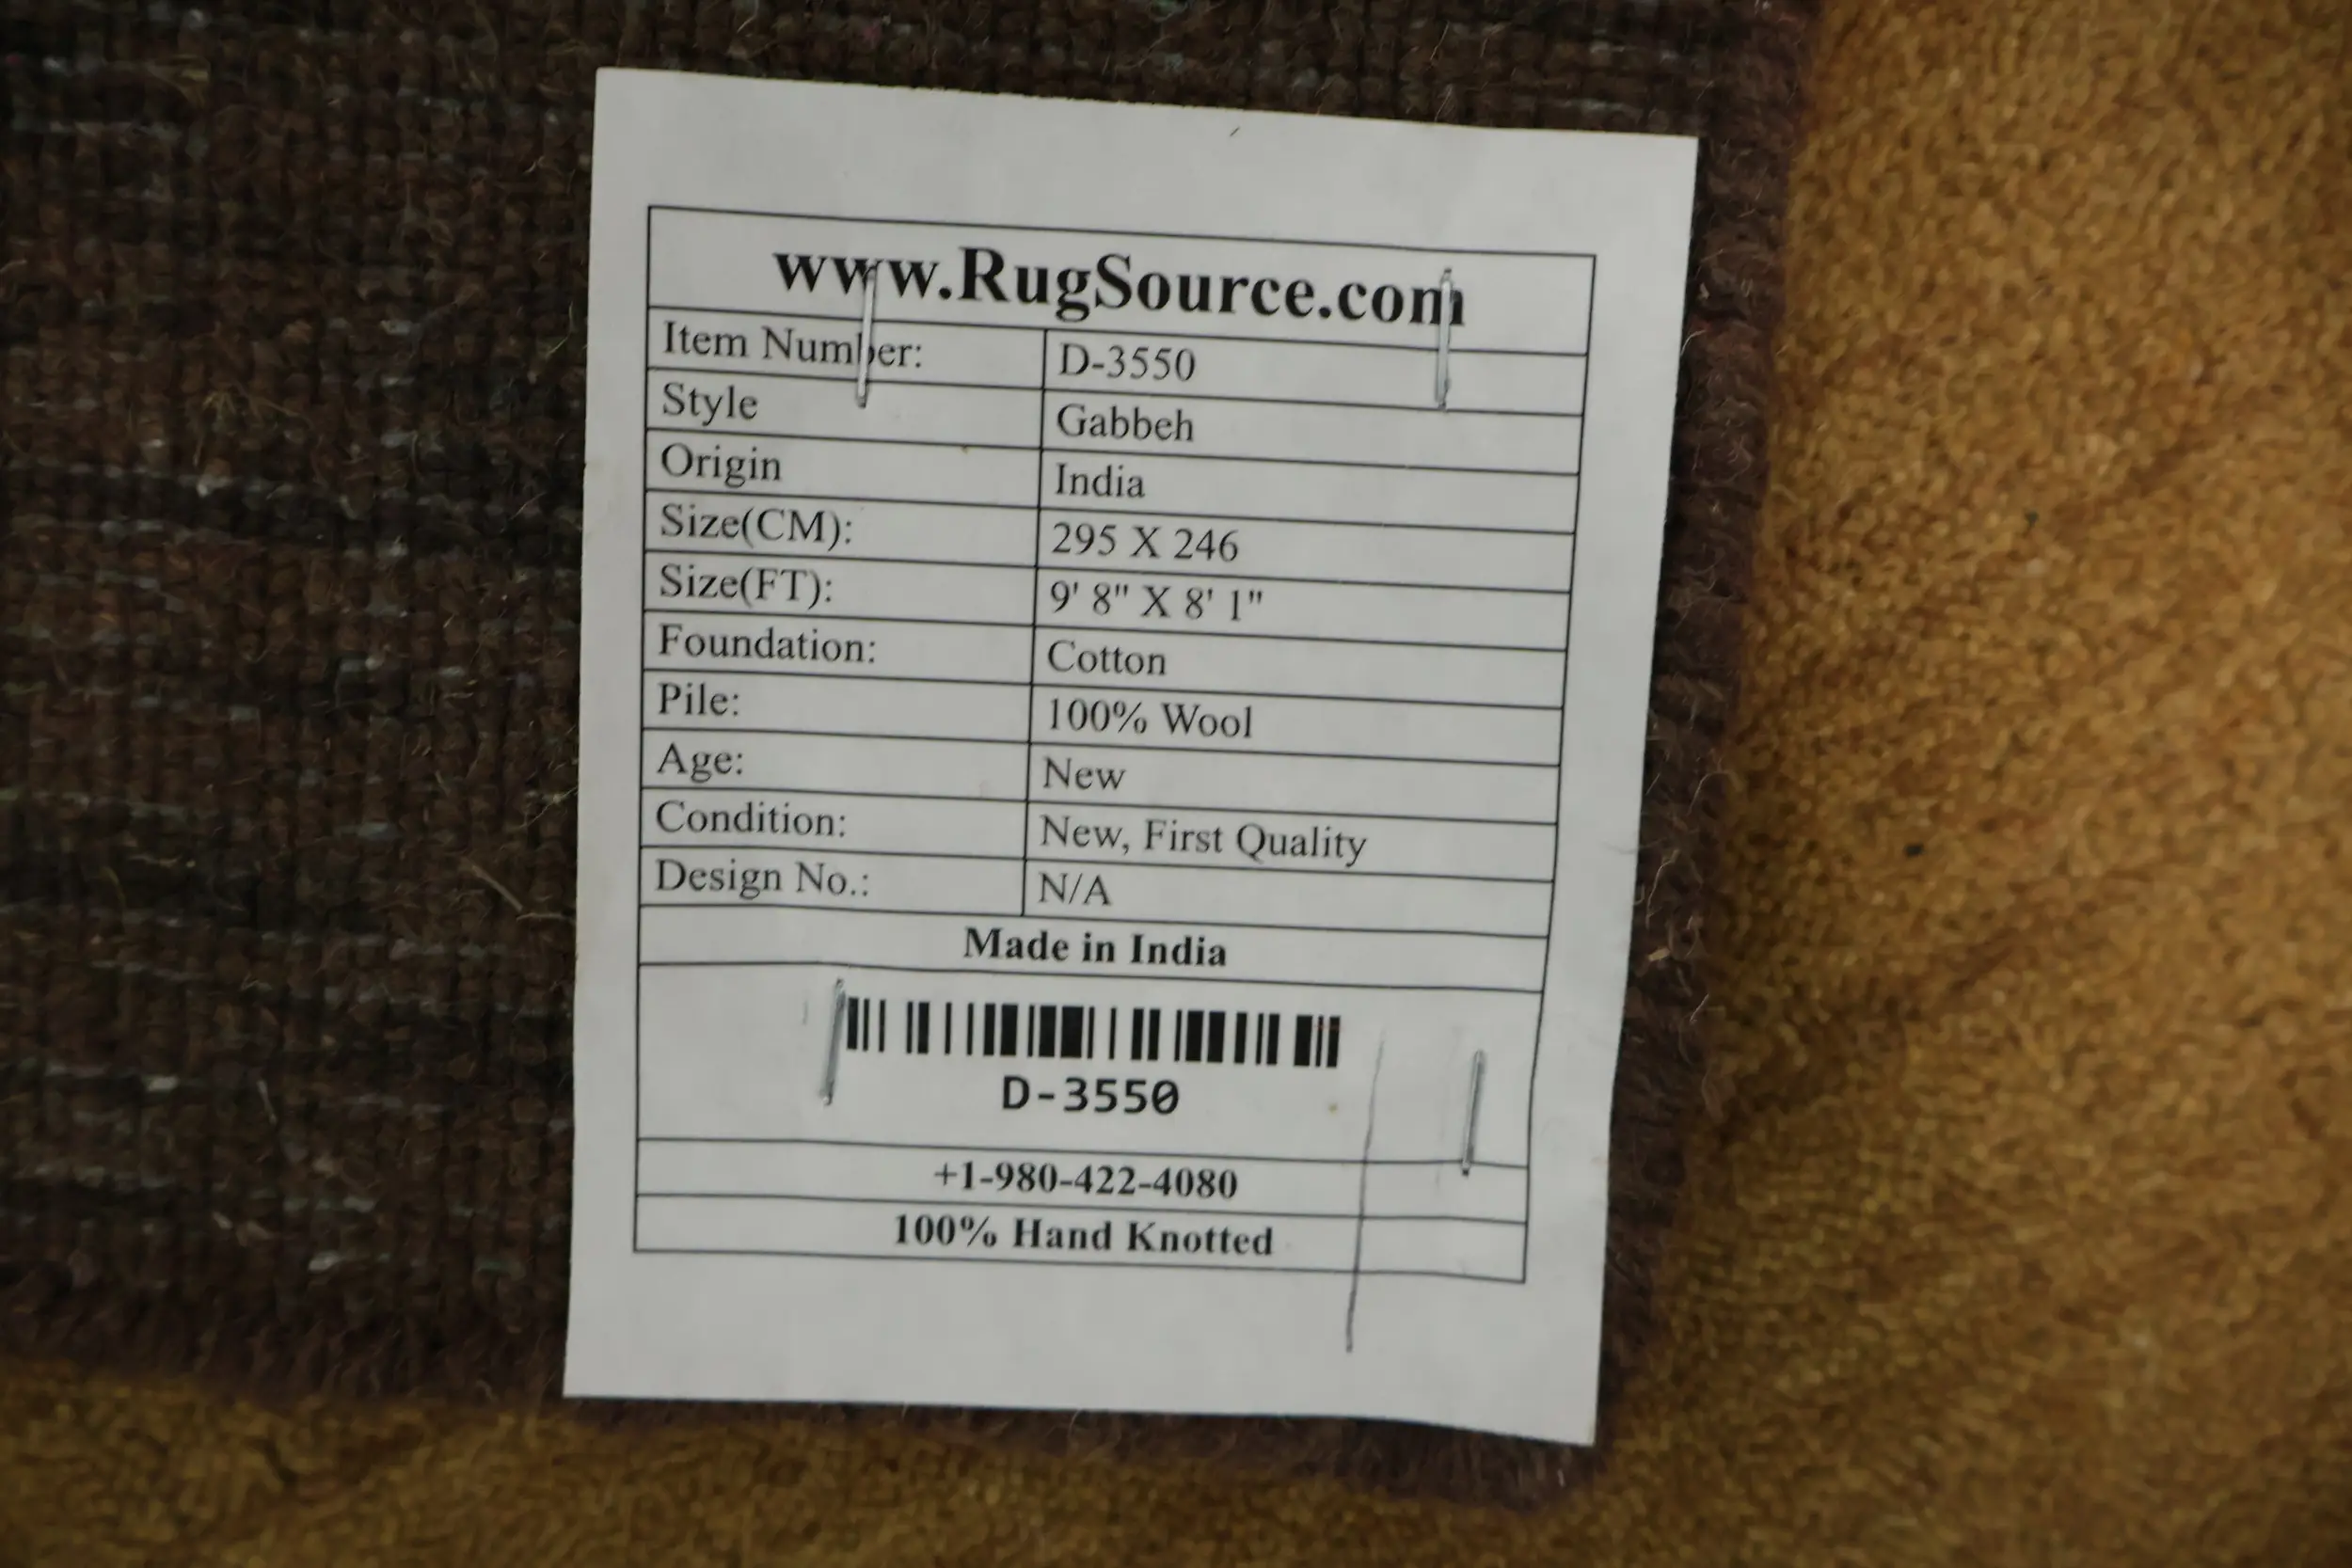 www.RugSource.com
Item Number: D-3550
Style Gabbeh
Origin India
Size(CM): 295 X 246
Size(FT): 9' 8" X 8' 1"
Foundation: Cotton
Pile: 100% Wool
Age: New
Condition: New, First Quality
Design No.: N/A
Made in India
D-3550
+1-980-422-4080
100% Hand Knotted